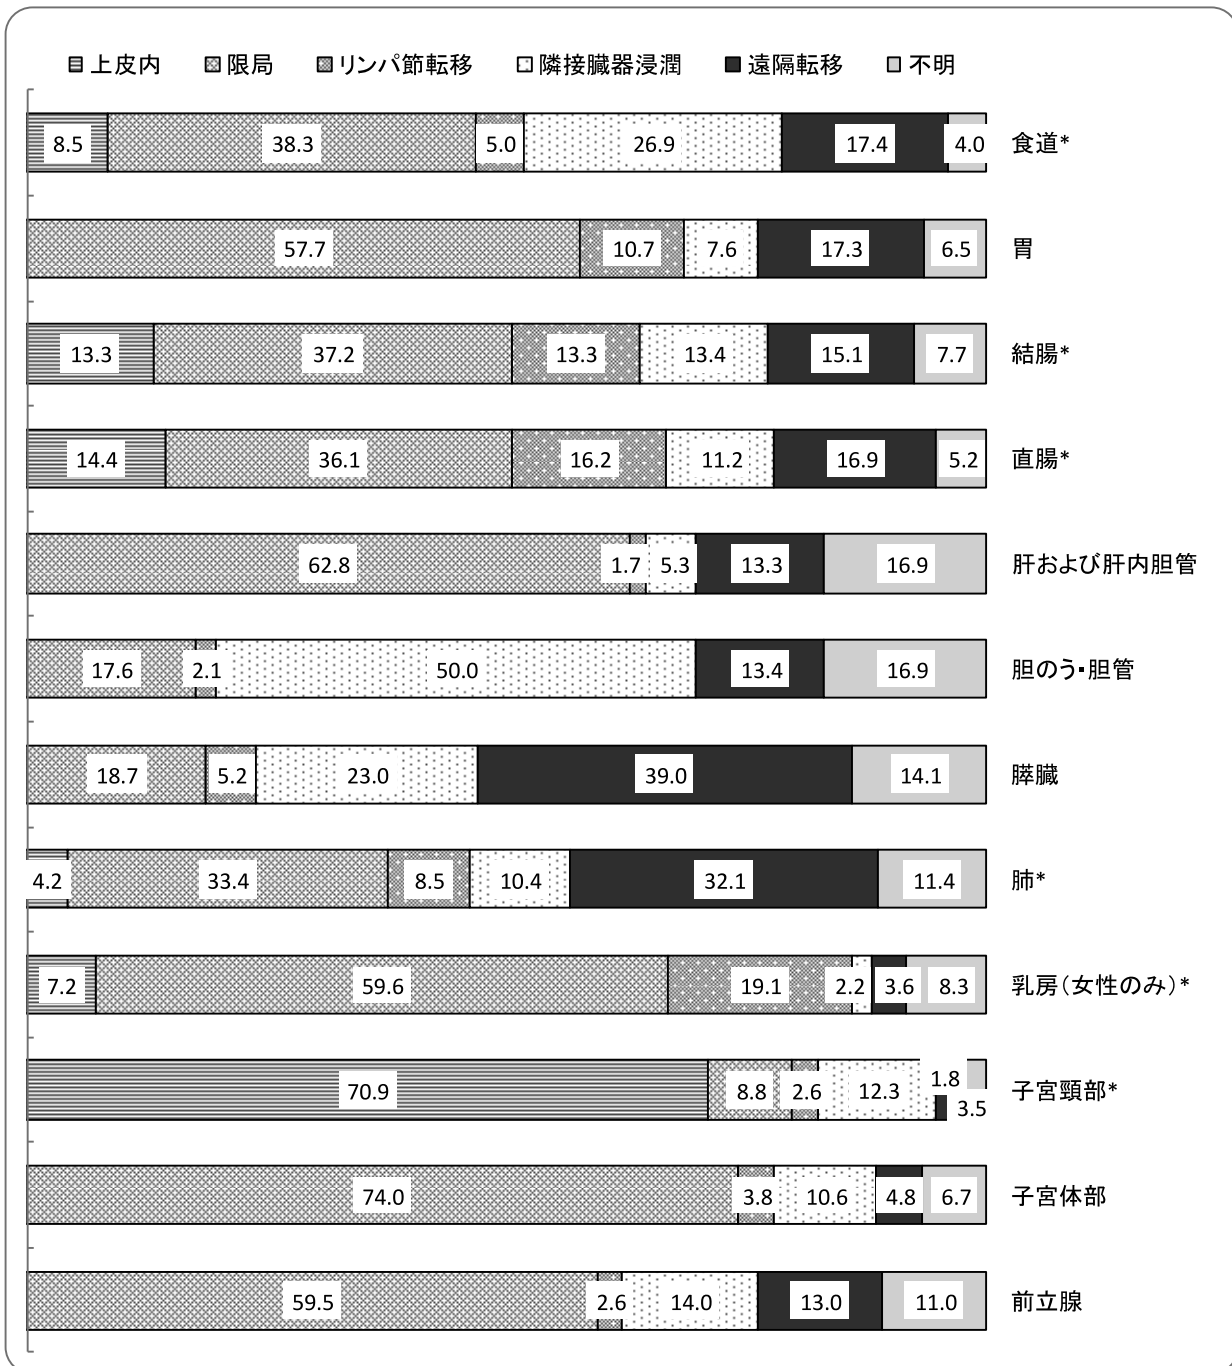 上皮内 限局 リンパ節転移 隣接臓器浸潤 遠隔転移 不明
8.5 38.3 5.0 26.9 17.4 4.0 食道*
57.7 10.7 7.6 17.3 6.5 胃
13.3 37.2 13.3 13.4 15.1 7.7 結腸*
14.4 36.1 16.2 11.2 16.9 5.2 直腸*
62.8 1.7 5.3 13.3 16.9 肝および肝内胆管
17.6 2.1 50.0 13.4 16.9 胆のう・胆管
18.7 5.2 23.0 39.0 14.1 膵臓
4.2 33.4 8.5 10.4 32.1 11.4 肺*
7.2 59.6 19.1 2.2 3.6 8.3 乳房（女性のみ）*
70.9 8.8 2.6 12.3 1.8 3.5 子宮頸部*
74.0 3.8 10.6 4.8 6.7 子宮体部
59.5 2.6 14.0 13.0 11.0 前立腺